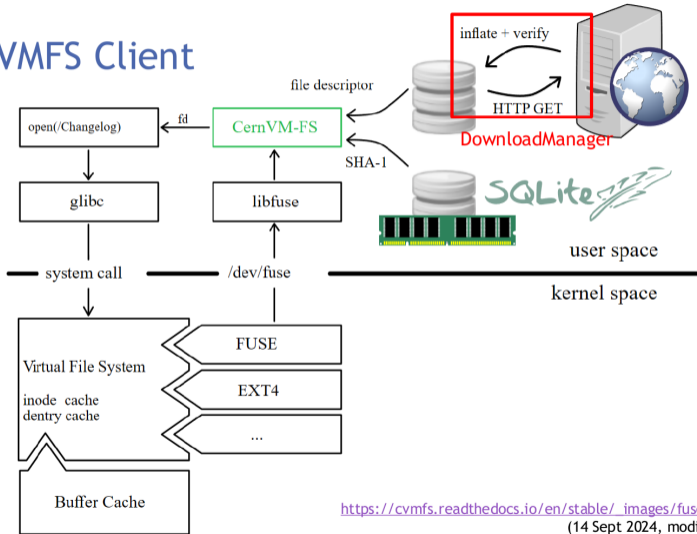 VMFS Client
inflate + verify
file descriptor
HTTP GET
open(/Changelog)
fd
CernVM-FS
DownloadManager
SHA-1
glibc
libfuse
SQLite
user space
system call
/dev/fuse
kernel space
FUSE
Virtual File System
EXT4
inode cache
dentry cache
...
Buffer Cache
https://cvmfs.readthedocs.io/en/stable/_images/fus
(14 Sept 2024, modi